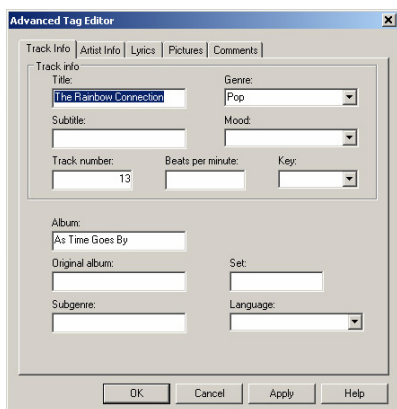 Advanced Tag Editor
Track Info Artist Info Lyrics Pictures Comments
Track info
Title: Genre:
The Rainbow Connection Pop
Subtitle: Mood:
Track number: Beats per minute: Key:
13
Album:
As Time Goes By
Original album: Set:
Subgenre: Language:
OK Cancel Apply Help